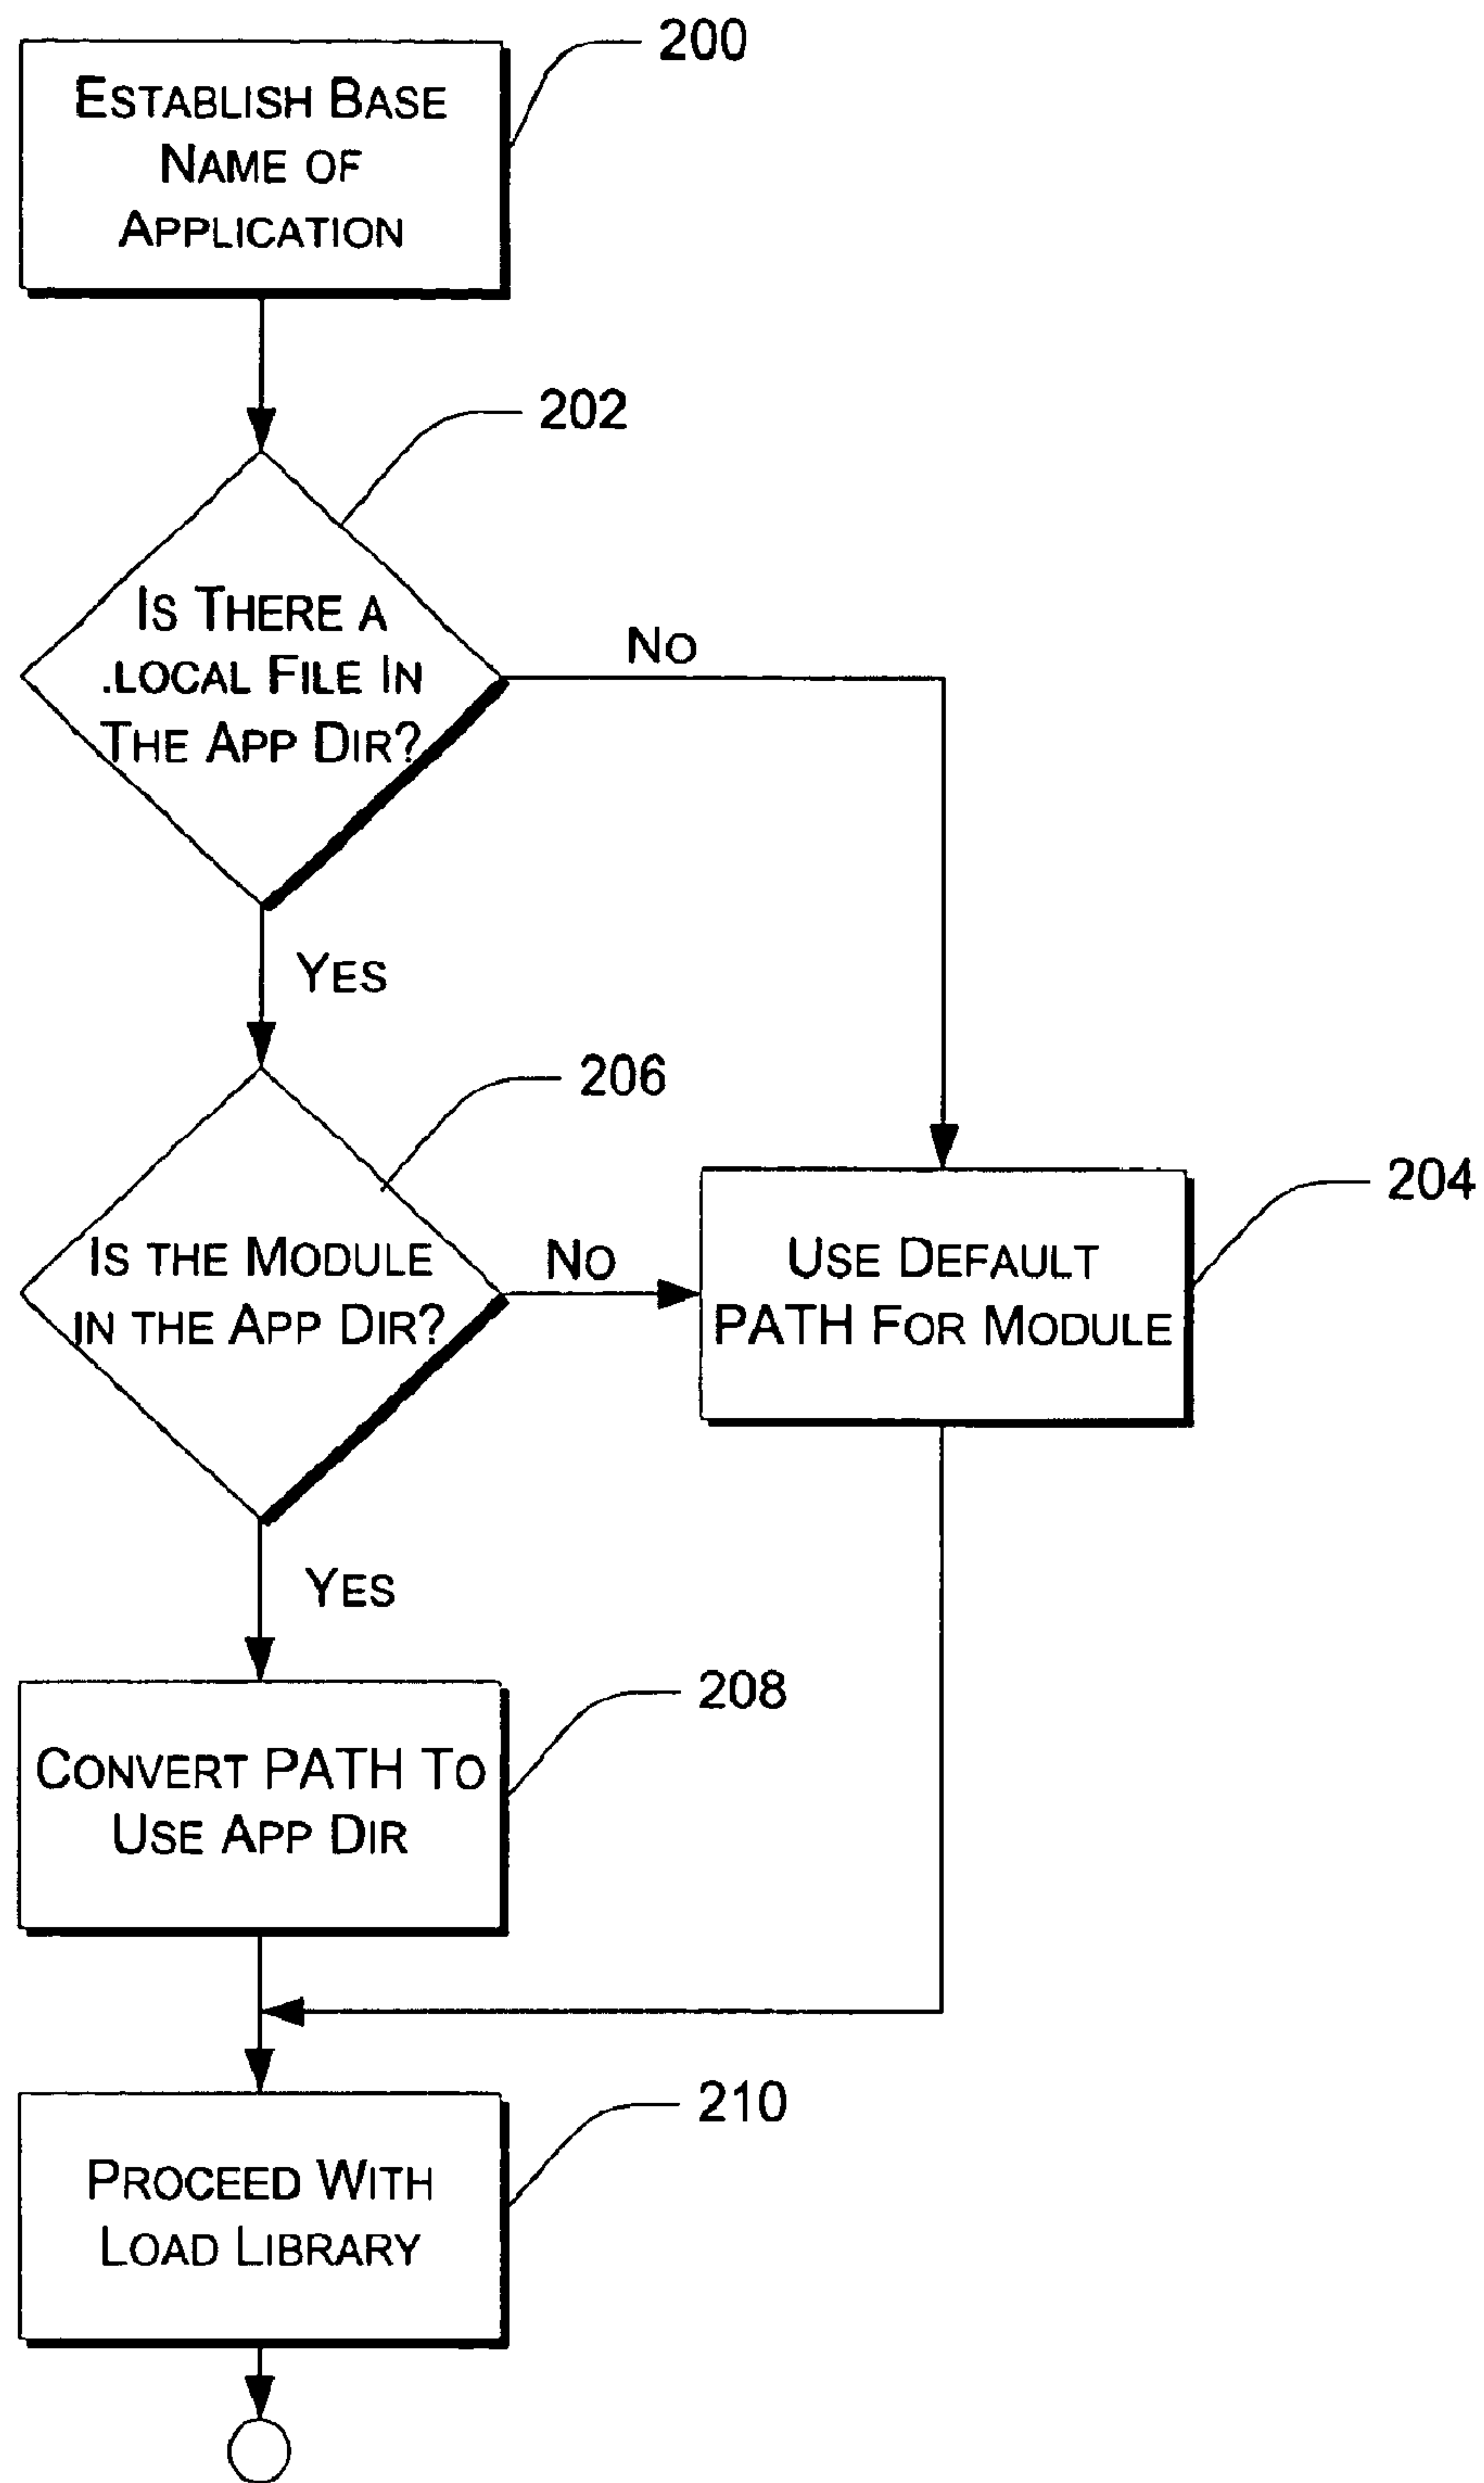 200
ESTABLISH BASE
NAME OF
APPLICATION
202
IS THERE A
.LOCAL FILE IN
THE APP DIR?
NO
YES
206
IS THE MODULE
IN THE APP DIR?
NO
204
USE DEFAULT
PATH FOR MODULE
YES
208
CONVERT PATH TO
USE APP DIR
210
PROCEED WITH
LOAD LIBRARY